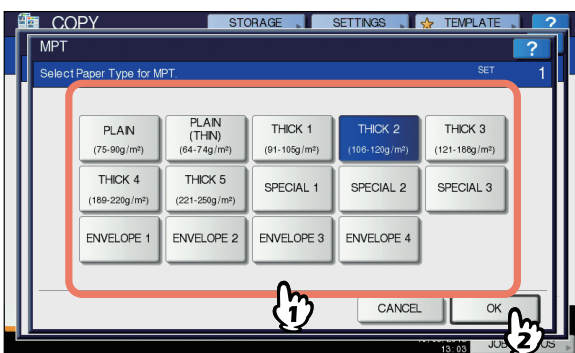 COPY STORAGE SETTINGS TEMPLATE ?
MPT ?
Select Paper Type for MPT. SET 1
PLAIN PLAIN THICK 1 THICK 2 THICK 3
(THIN)
(75-90g/m²) (64-74g/m²) (91-105g/m²) (106-120g/m²) (121-188g/m²)
THICK 4 THICK 5 SPECIAL 1 SPECIAL 2 SPECIAL 3
(189-220g/m²) (221-250g/m²)
ENVELOPE 1 ENVELOPE 2 ENVELOPE 3 ENVELOPE 4
1
CANCEL OK
2
13:03